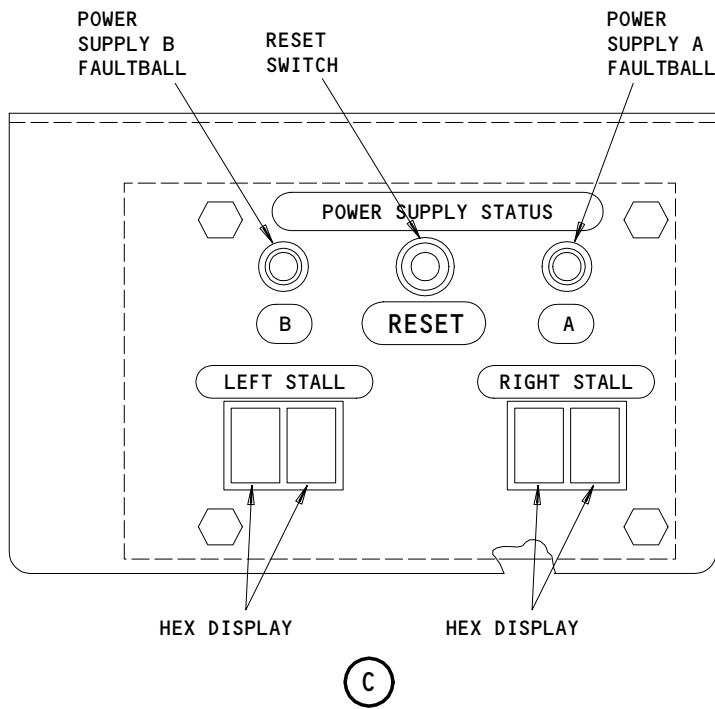 POWER
SUPPLY B
FAULTBALL
RESET
SWITCH
POWER
SUPPLY A
FAULTBALL
POWER SUPPLY STATUS
B
RESET
A
LEFT STALL
RIGHT STALL
HEX DISPLAY
HEX DISPLAY
C